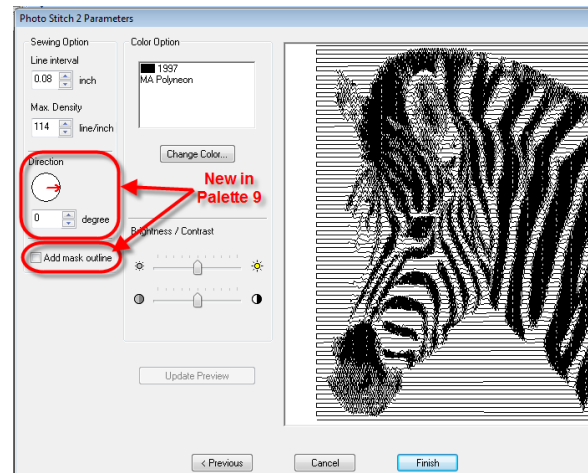 Photo Stitch 2 Parameters
Sewing Option
Line interval
0.08 inch
Max. Density
114 line/inch
Direction
0 degree
Add mask outline
Color Option
1997
MA Polyneon
Change Color...
New in
Palette 9
Brightness / Contrast
Update Preview
< Previous
Cancel
Finish